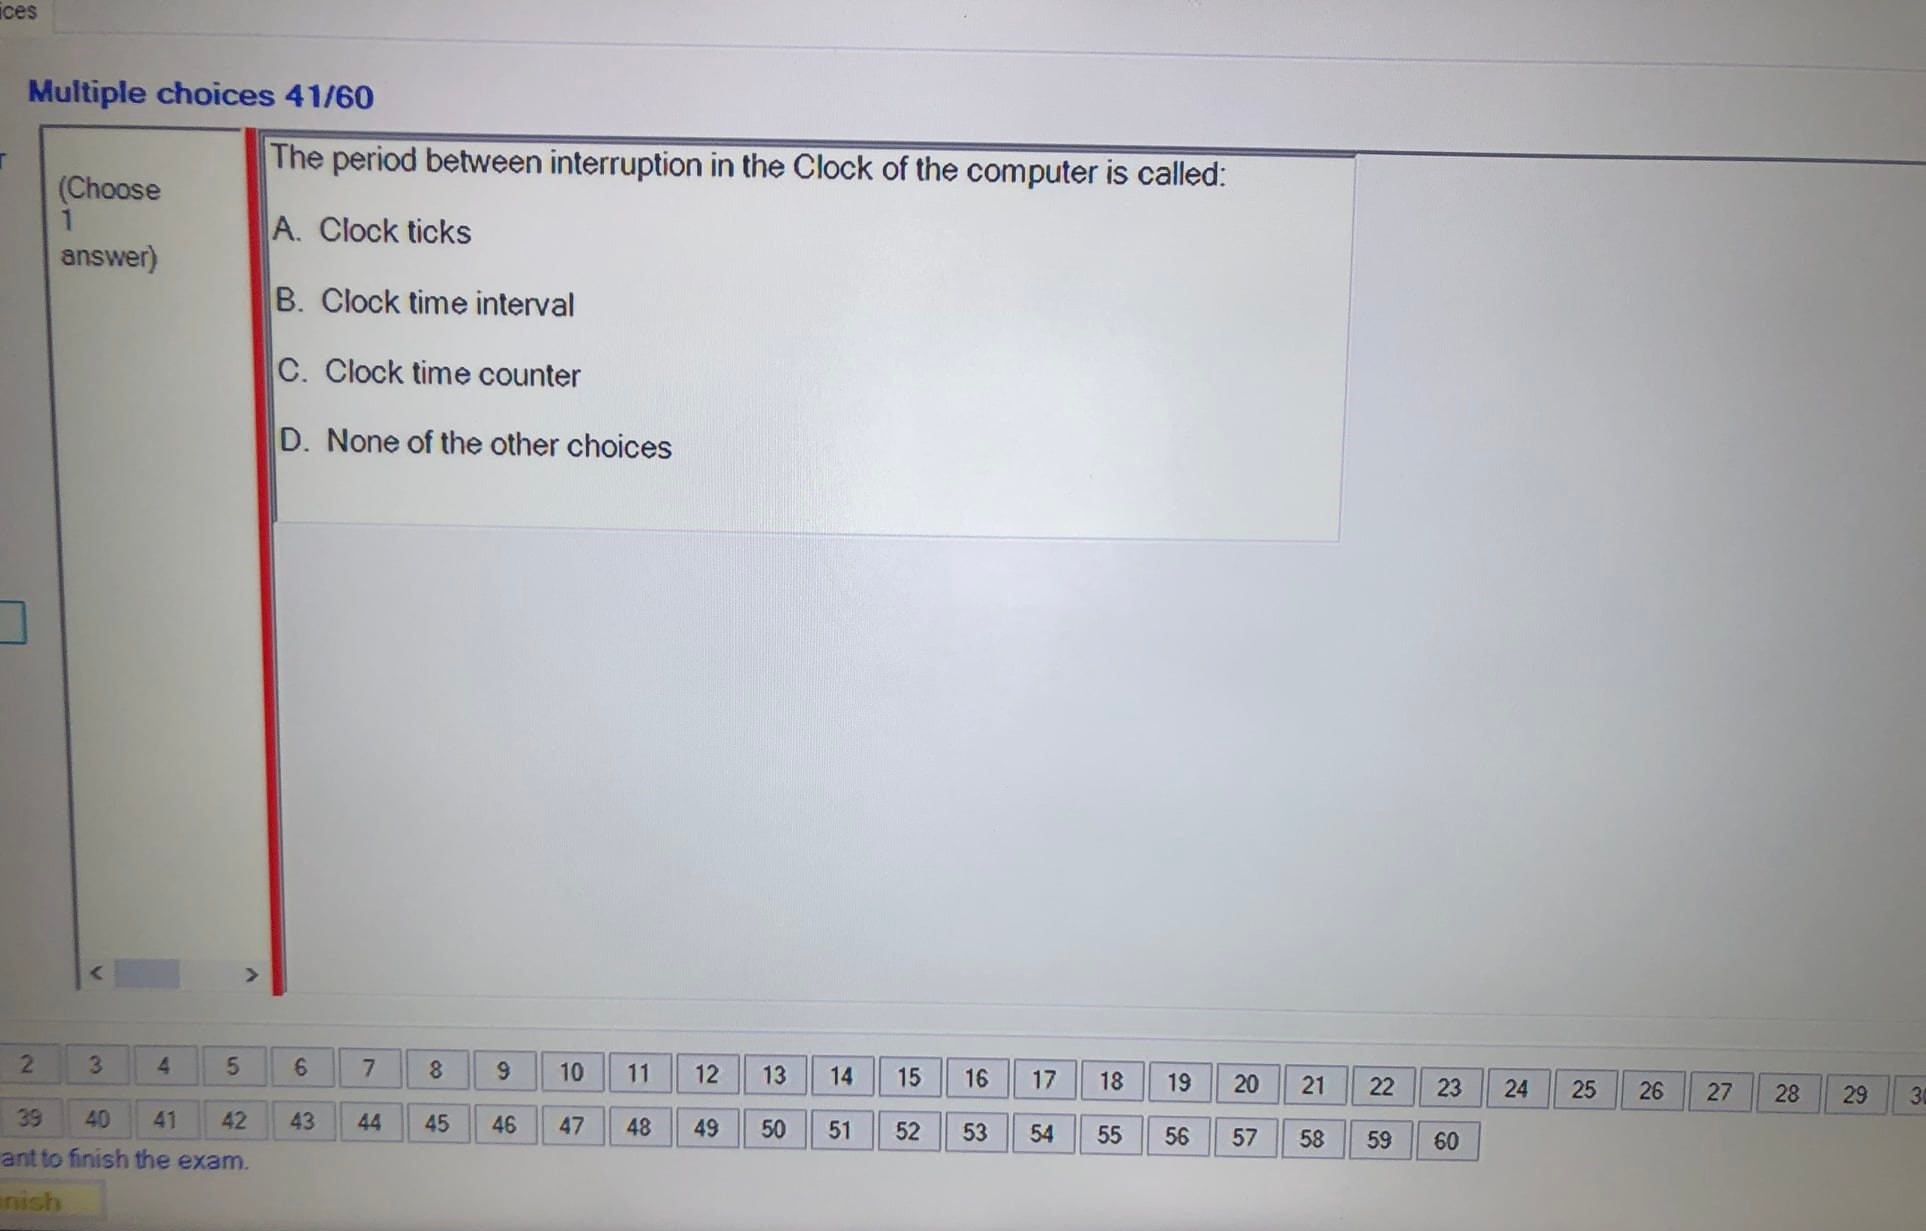 ices
Multiple choices 41/60
(Choose
1
answer)
The period between interruption in the Clock of the computer is called:
A. Clock ticks
B. Clock time interval
C. Clock time counter
D. None of the other choices
< >
2 3 4 5 6 7 8 9 10 11 12 13 14 15 16 17 18 19 20 21 22 23 24 25 26 27 28 29
39 40 41 42 43 44 45 46 47 48 49 50 51 52 53 54 55 56 57 58 59 60
ant to finish the exam.
nish